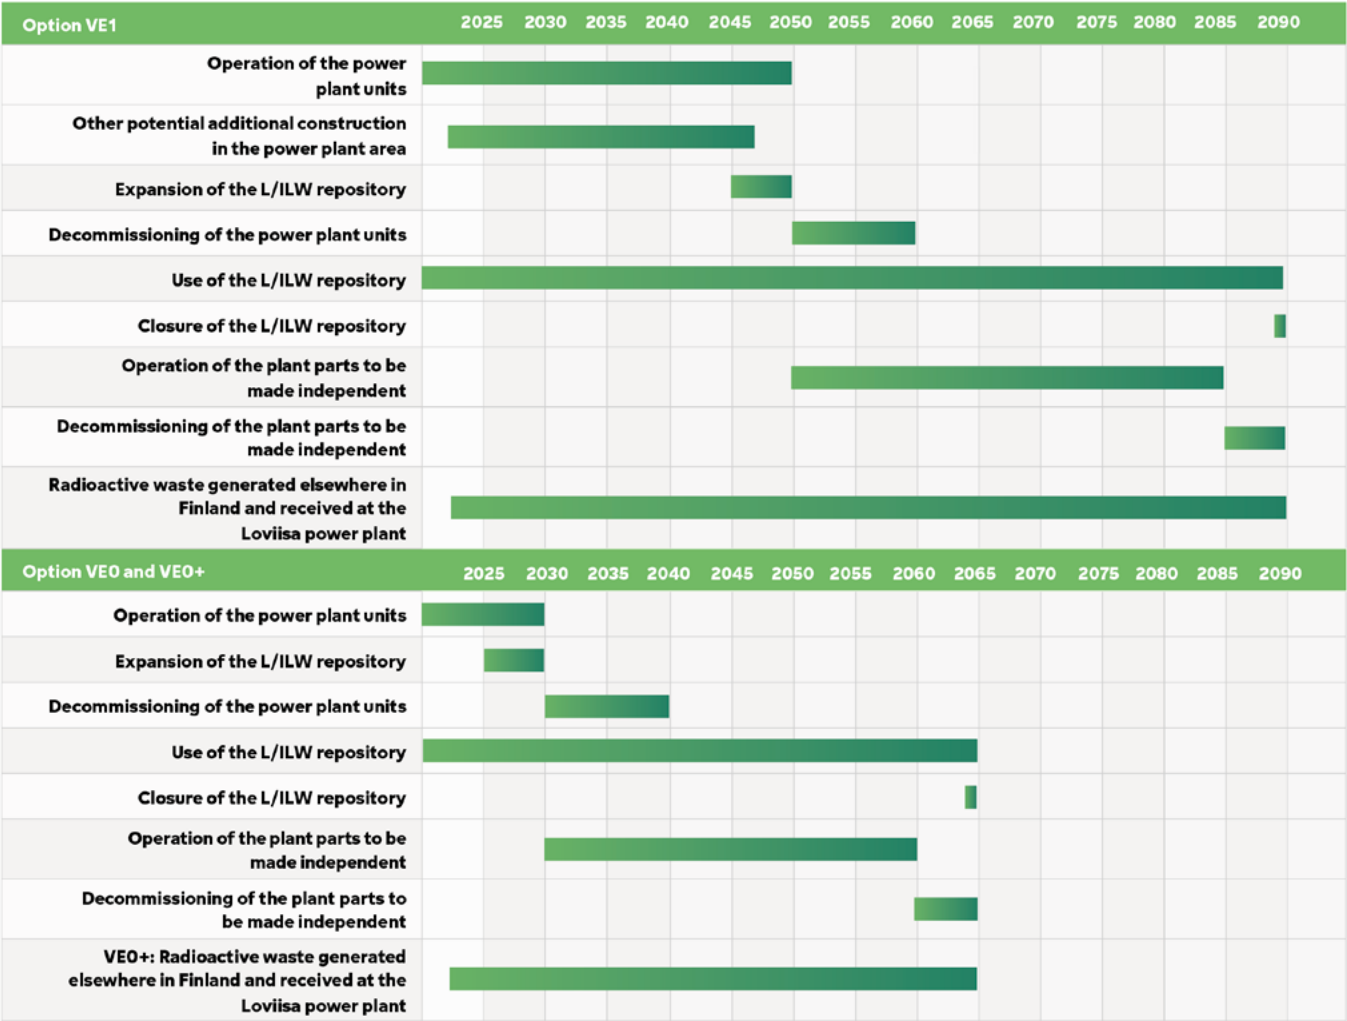 Option VE1 2025 2030 2035 2040 2045 2050 2055 2060 2065 2070 2075 2080 2085 2090
Operation of the power
plant units
Other potential additional construction
in the power plant area
Expansion of the L/ILW repository
Decommissioning of the power plant units
Use of the L/ILW repository
Closure of the L/ILW repository
Operation of the plant parts to be
made independent
Decommissioning of the plant parts to be
made independent
Radioactive waste generated elsewhere in
Finland and received at the
Loviisa power plant
Option VE0 and VE0+ 2025 2030 2035 2040 2045 2050 2055 2060 2065 2070 2075 2080 2085 2090
Operation of the power plant units
Expansion of the L/ILW repository
Decommissioning of the power plant units
Use of the L/ILW repository
Closure of the L/ILW repository
Operation of the plant parts to be
made independent
Decommissioning of the plant parts to
be made independent
VE0+: Radioactive waste generated
elsewhere in Finland and received at the
Loviisa power plant